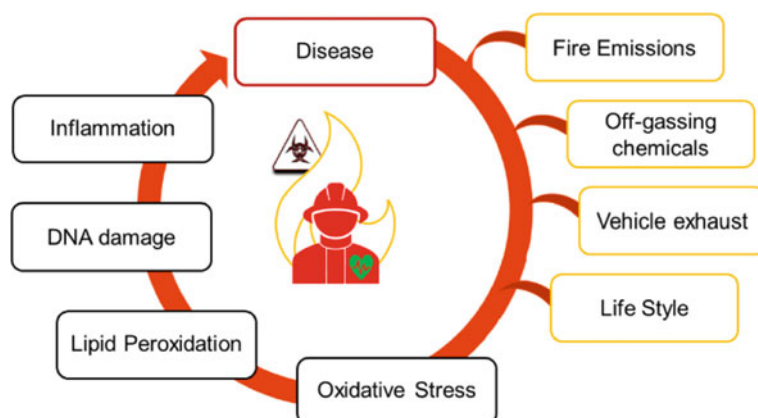 Disease
Fire Emissions
Off-gassing
chemicals
Vehicle exhaust
Life Style
Oxidative Stress
Lipid Peroxidation
DNA damage
Inflammation